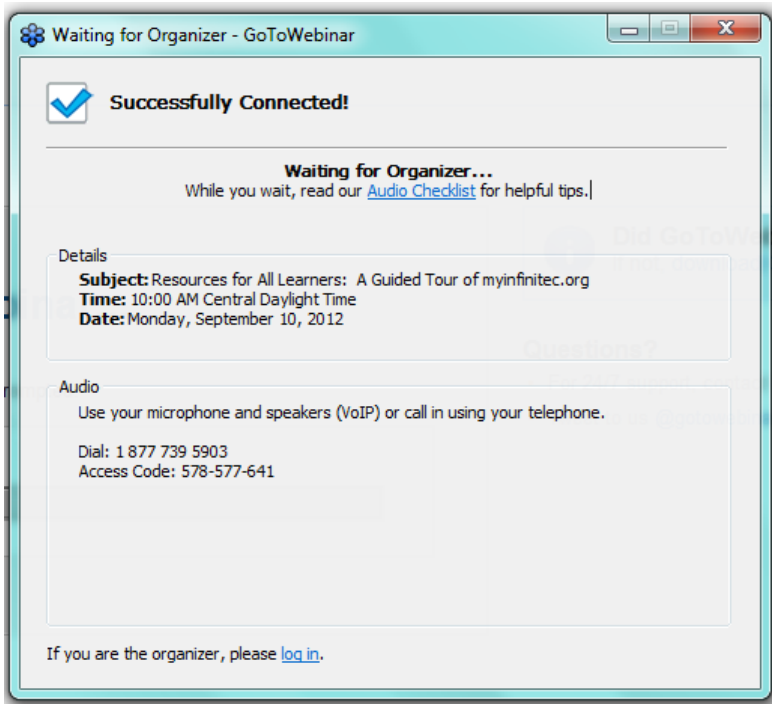 Waiting for Organizer - GoToWebinar
Successfully Connected!
Waiting for Organizer...
While you wait, read our Audio Checklist for helpful tips.
Did GoToWe
Details
Subject: Resources for All Learners: A Guided Tour of myinfinitec.org
Time: 10:00 AM Central Daylight Time
Date: Monday, September 10, 2012
Questions?
Audio
Use your microphone and speakers (VoIP) or call in using your telephone.
Dial: 1 877 739 5903
Access Code: 578-577-641
If you are the organizer, please log in.